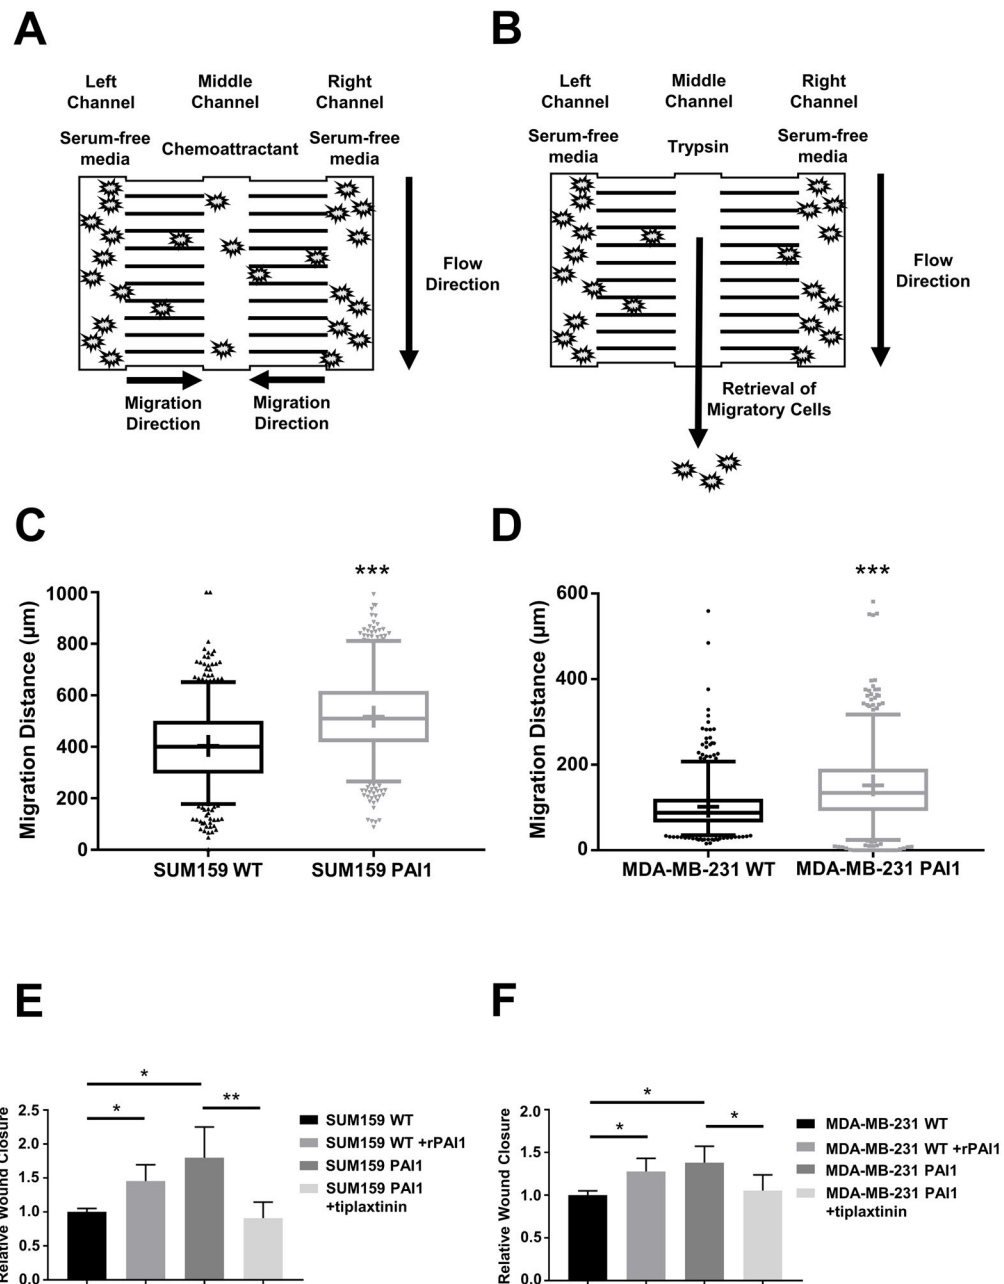 A
Left Channel
Middle Channel
Right Channel
Serum-free media
Chemoattractant
Serum-free media
Flow Direction
Migration Direction
Migration Direction
B
Left Channel
Middle Channel
Right Channel
Serum-free media
Trypsin
Serum-free media
Flow Direction
Retrieval of Migratory Cells
C
Migration Distance (μm)
1000
800
600
400
200
0
***
SUM159 WT
SUM159 PAI1
D
Migration Distance (μm)
600
400
200
0
***
MDA-MB-231 WT
MDA-MB-231 PAI1
E
Relative Wound Closure
2.5
2.0
1.5
1.0
0.5
0.0
*
*
**
SUM159 WT
SUM159 WT +rPAI1
SUM159 PAI1
SUM159 PAI1
+tiplaxtinin
F
Relative Wound Closure
2.0
1.5
1.0
0.5
0.0
*
*
*
MDA-MB-231 WT
MDA-MB-231 WT +rPAI1
MDA-MB-231 PAI1
MDA-MB-231 PAI1
+tiplaxtinin